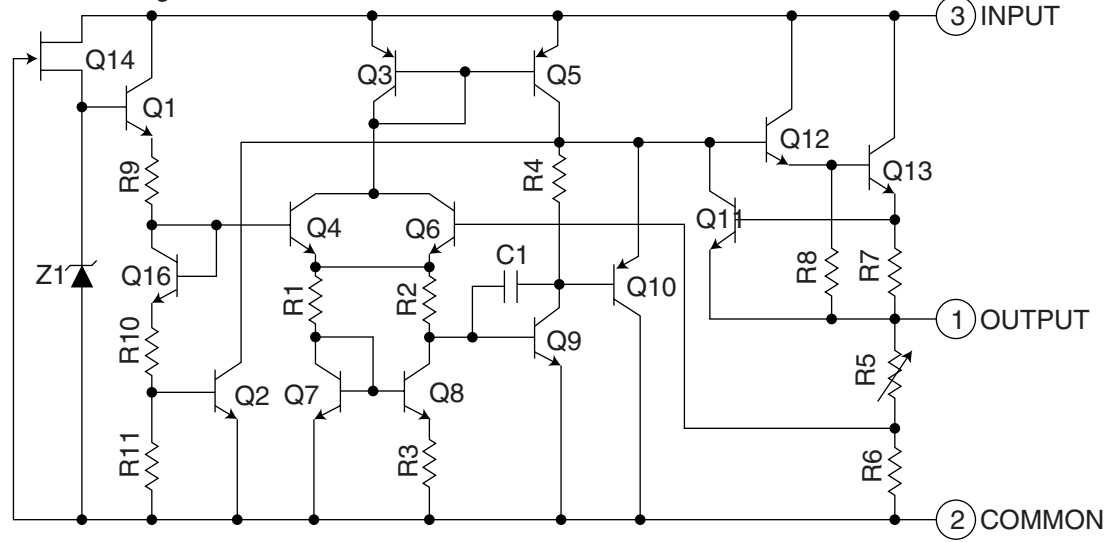 3 INPUT
Q14
Q3
Q5
Q1
Q12
R9
R4
Q13
Q4
Q6
Q11
C1
Q16
Z1
R1
R2
Q10
R8
R7
1 OUTPUT
R10
Q9
R5
Q2
Q7
Q8
R11
R3
R6
2 COMMON